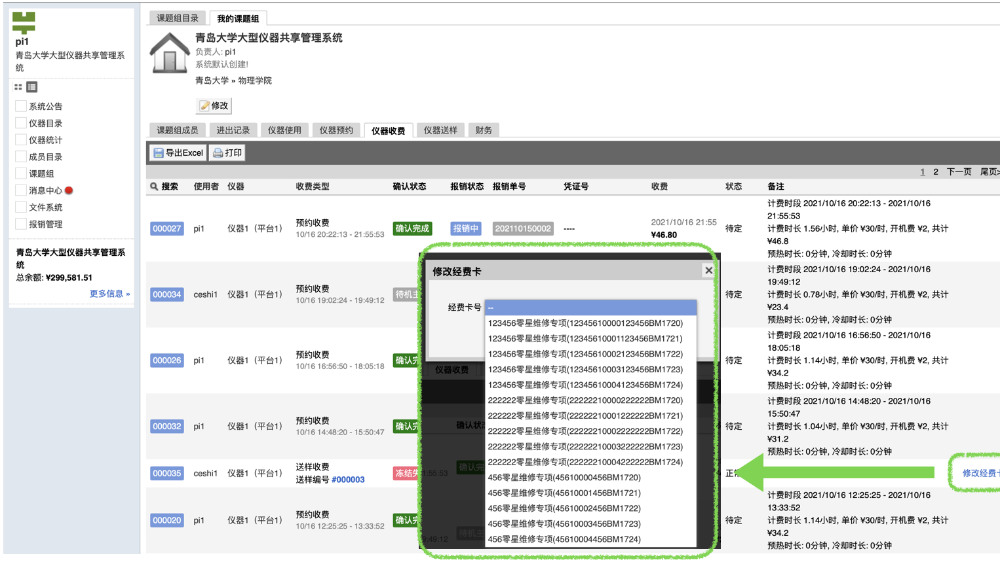 pi1
青岛大学大型仪器共享管理系
统
系统公告
仪器目录
仪器统计
成员目录
课题组
消息中心
文件系统
报销管理
青岛大学大型仪器共享管理系
统
总余额: ¥299,581.51
更多信息 »
课题组目录 我的课题组
青岛大学大型仪器共享管理系统
负责人: pi1
系统默认创建!
青岛大学 » 物理学院
修改
课题组成员 进出记录 仪器使用 仪器预约 仪器收费 仪器送样 财务
导出Excel 打印
1 2 下一页 尾页»
搜索 使用者 仪器 收费类型 确认状态 报销状态 报销单号 凭证号 收费 状态 备注
000027 pi1 仪器1（平台1） 预约收费
10/16 20:22:13 - 21:55:53 确认完成 报销中 202110150002 ---- 2021/10/16 21:55
¥46.80 待定
计费时段 2021/10/16 20:22:13 - 2021/10/16
21:55:53
计费时长 1.56小时, 单价 ¥30/时, 开机费 ¥2, 共计
¥46.8
预热时长: 0分钟, 冷却时长: 0分钟
000034 ceshi1 仪器1（平台1） 预约收费
10/16 19:02:24 - 19:49:12 待机主 待定
计费时段 2021/10/16 19:02:24 - 2021/10/16
19:49:12
计费时长 0.78小时, 单价 ¥30/时, 开机费 ¥2, 共计
¥23.4
预热时长: 0分钟, 冷却时长: 0分钟
000026 pi1 仪器1（平台1） 预约收费
10/16 16:56:50 - 18:05:18 确认完 待定
计费时段 2021/10/16 16:56:50 - 2021/10/16
18:05:18
计费时长 1.14小时, 单价 ¥30/时, 开机费 ¥2, 共计
¥34.2
预热时长: 0分钟, 冷却时长: 0分钟
000032 pi1 仪器1（平台1） 预约收费
10/16 14:48:20 - 15:50:47 确认完 待定
计费时段 2021/10/16 14:48:20 - 2021/10/16
15:50:47
计费时长 1.04小时, 单价 ¥30/时, 开机费 ¥2, 共计
¥31.2
预热时长: 0分钟, 冷却时长: 0分钟
000035 ceshi1 仪器1（平台1） 送样收费
送样编号 #000003 冻结失 正常 修改经费卡
000020 pi1 仪器1（平台1） 预约收费
10/16 12:25:25 - 13:33:52 确认完 待定
计费时段 2021/10/16 12:25:25 - 2021/10/16
13:33:52
计费时长 1.14小时, 单价 ¥30/时, 开机费 ¥2, 共计
¥34.2
预热时长: 0分钟, 冷却时长: 0分钟
修改经费卡
经费卡号 --
123456零星维修专项(12345610000123456BM1720)
123456零星维修专项(12345610001123456BM1721)
123456零星维修专项(12345610002123456BM1722)
123456零星维修专项(12345610003123456BM1723)
123456零星维修专项(12345610004123456BM1724)
222222零星维修专项(22222210000222222BM1720)
222222零星维修专项(22222210001222222BM1721)
222222零星维修专项(22222210002222222BM1722)
222222零星维修专项(22222210003222222BM1723)
222222零星维修专项(22222210004222222BM1724)
456零星维修专项(45610000456BM1720)
456零星维修专项(45610001456BM1721)
456零星维修专项(45610002456BM1722)
456零星维修专项(45610003456BM1723)
456零星维修专项(45610004456BM1724)
仪器收费
确认状态
1:55:53 确认完
待机主
9:49:12